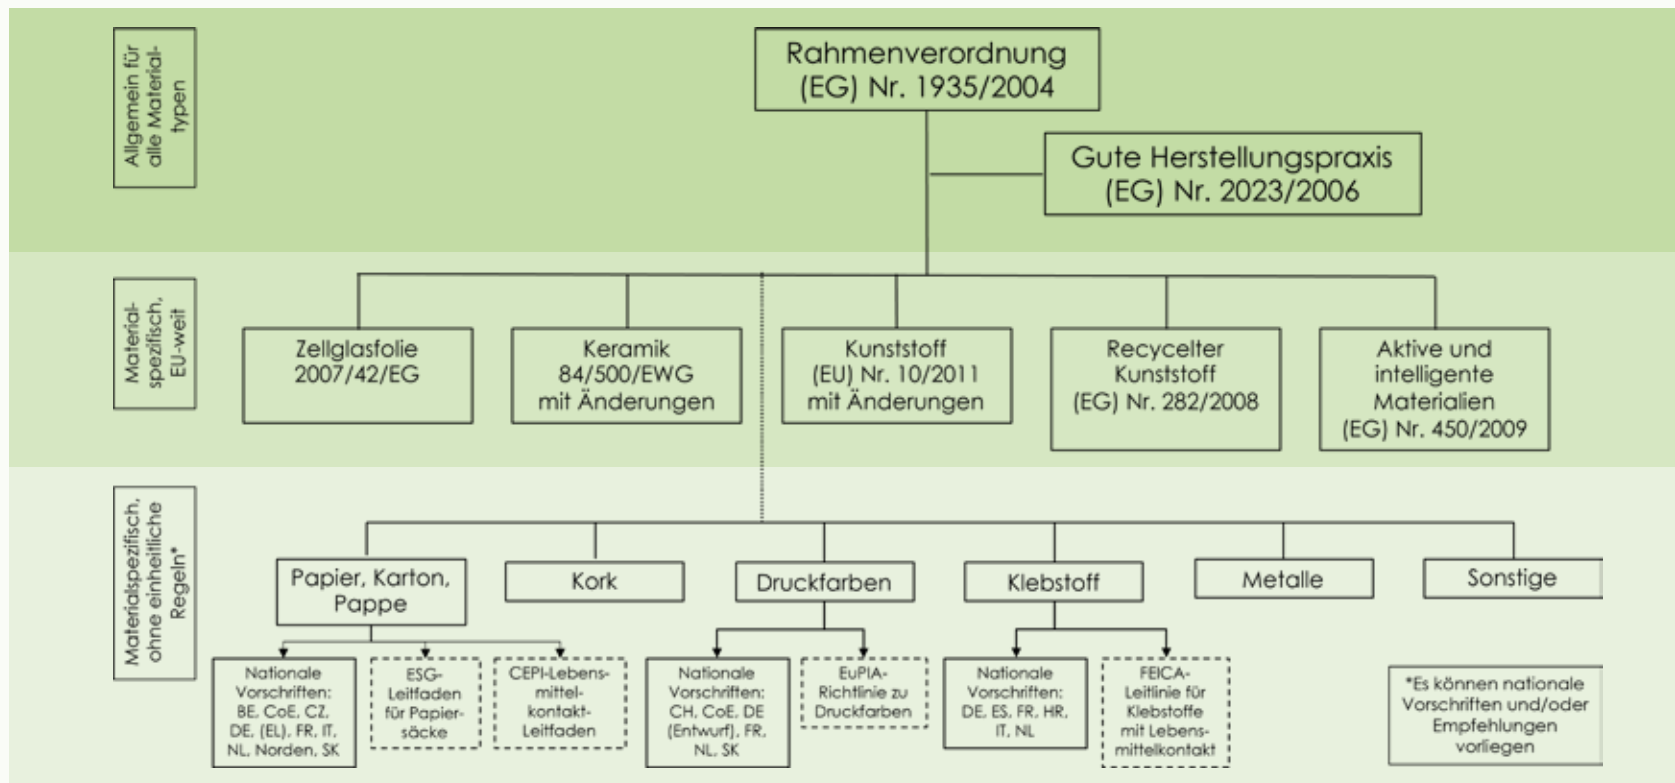 Allgemein für
alle Material-
typen
Rahmenverordnung
(EG) Nr. 1935/2004
Gute Herstellungspraxis
(EG) Nr. 2023/2006
Material-
spezifisch,
EU-weit
Zellglasfolie
2007/42/EG
Keramik
84/500/EWG
mit Änderungen
Kunststoff
(EU) Nr. 10/2011
mit Änderungen
Recycelter
Kunststoff
(EG) Nr. 282/2008
Aktive und
intelligente
Materialien
(EG) Nr. 450/2009
Materialspezifisch,
ohne einheitliche
Regeln*
Papier, Karton,
Pappe
Kork
Druckfarben
Klebstoff
Metalle
Sonstige
Nationale
Vorschriften:
BE, CoE, CZ,
DE, (EL), FR, IT,
NL, Norden, SK
ESG-
Leitfaden
für Papier-
säcke
CEPI-Lebens-
mittel-
kontakt-
Leitfaden
Nationale
Vorschriften:
CH, CoE, DE
(Entwurf), FR,
NL, SK
EuPIA-
Richtlinie zu
Druckfarben
Nationale
Vorschriften:
DE, ES, FR, HR,
IT, NL
FEICA-
Leitlinie für
Klebstoffe
mit Lebens-
mittelkontakt
*Es können nationale
Vorschriften und/oder
Empfehlungen
vorliegen